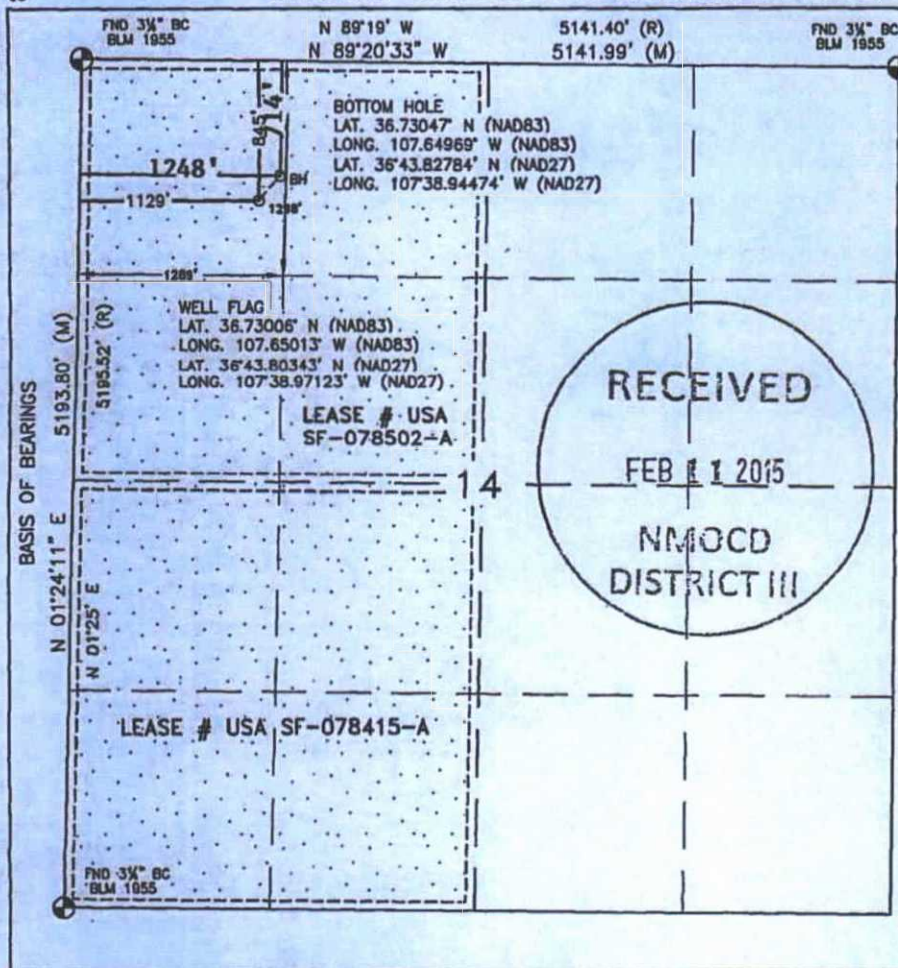 FND 3¼" BC
BLM 1955
N 89°19' W
N 89°20'33" W
5141.40' (R)
5141.99' (M)
FND 3¼" BC
BLM 1955
845'
714'
BOTTOM HOLE
LAT. 36.73047° N (NAD83)
LONG. 107.64969° W (NAD83)
LAT. 36°43.82784' N (NAD27)
LONG. 107°38.94474' W (NAD27)
1248'
BH
1129'
1289'
WELL FLAG
LAT. 36.73006° N (NAD83)
LONG. 107.65013° W (NAD83)
LAT. 36°43.80343' N (NAD27)
LONG. 107°38.97123' W (NAD27)
LEASE # USA
SF-078502-A
BASIS OF BEARINGS
N 01°24'11" E 5193.80' (M)
N 01°25' E 5195.52' (R)
14
RECEIVED
FEB 1 2015
NMOCD
DISTRICT III
LEASE # USA SF-078415-A
FND 3¼" BC
BLM 1955